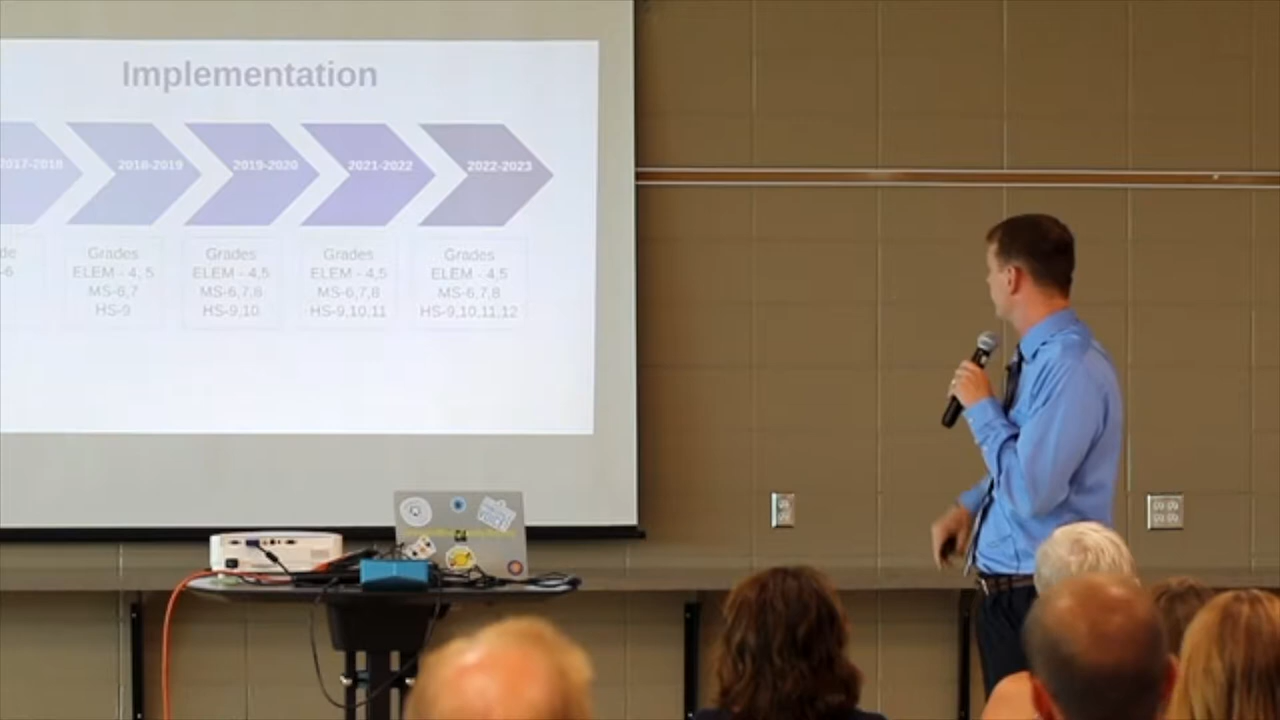 Implementation
2017-2018
2018-2019
2019-2020
2021-2022
2022-2023
de
-6
Grades
ELEM - 4, 5
MS-6,7
HS-9
Grades
ELEM - 4,5
MS-6,7,8
HS-9,10
Grades
ELEM - 4,5
MS-6,7,8
HS-9,10,11
Grades
ELEM - 4,5
MS-6,7,8
HS-9,10,11,12